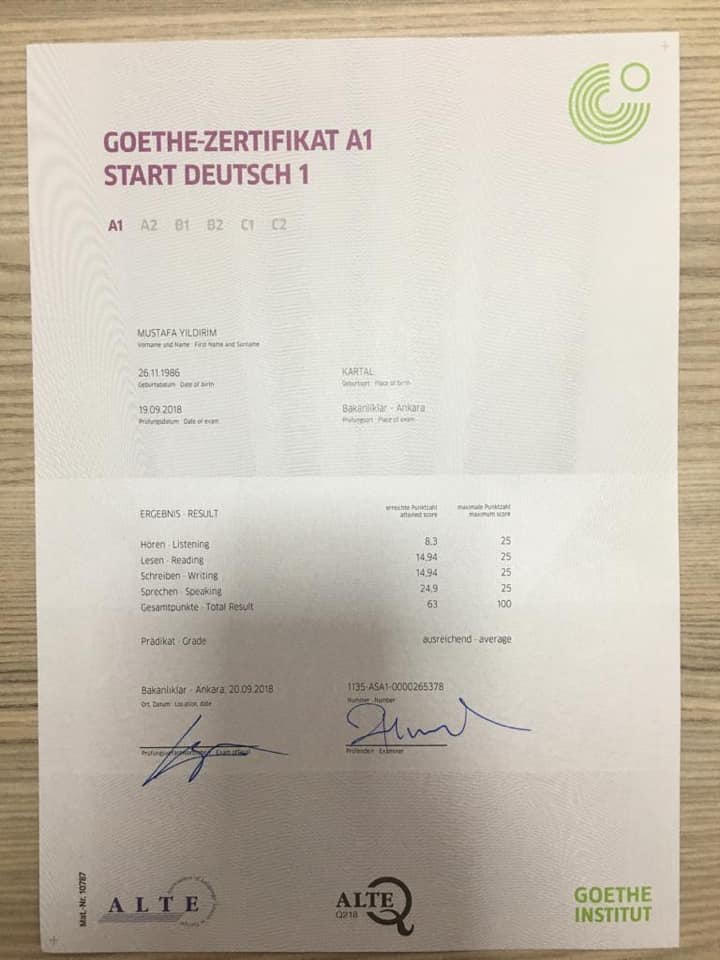 GOETHE-ZERTIFIKAT A1
START DEUTSCH 1
A1 A2 B1 B2 C1 C2
MUSTAFA YILDIRIM
Vorname und Name · First Name and Surname
26.11.1986 KARTAL
Geburtsdatum · Date of birth Geburtsort · Place of birth
19.09.2018 Bakanlıklar - Ankara
Prüfungsdatum · Date of exam Prüfungsort · Place of exam
ERGEBNIS · RESULT erreichte Punktzahl maximale Punktzahl
attained score maximum score
Hören · Listening 8,3 25
Lesen · Reading 14,94 25
Schreiben · Writing 14,94 25
Sprechen · Speaking 24,9 25
Gesamtpunkte · Total Result 63 100
Prädikat · Grade ausreichend · average
Bakanlıklar - Ankara, 20.09.2018 1135-ASA1-0000265378
Ort, Datum · Location, date Nummer · Number
Exam official Prüfende/r · Examiner
Mat.-Nr. 10787
ALTE
ALTE
Q218
GOETHE
INSTITUT